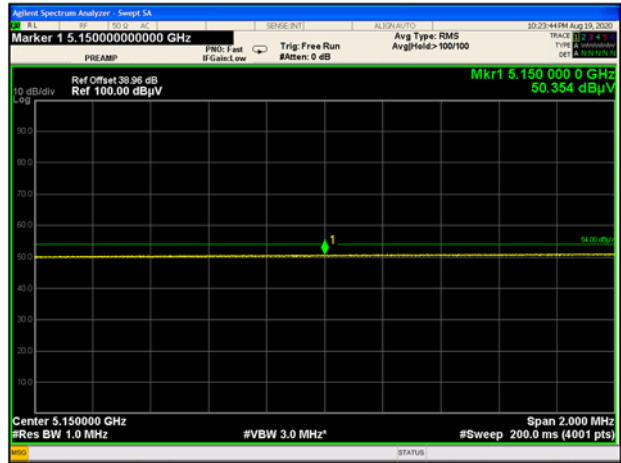 Agilent Spectrum Analyzer - Swept SA
RL RF 50 Ω AC SENSE:INT ALIGN AUTO 10:23:44 PM Aug 19, 2020
Marker 1 5.150000000000 GHz
PREAMP
PNO: Fast
IFGain:Low
Trig: Free Run
#Atten: 0 dB
Avg Type: RMS
Avg|Hold:>100/100
TRACE 1 2 3 4 5 6
TYPE A
DET A N N N N N
Mkr1 5.150 000 0 GHz
50.354 dBµV
Ref Offset 38.96 dB
10 dB/div Ref 100.00 dBµV
Log
90.0
80.0
70.0
60.0
1
54.00 dBµV
50.0
40.0
30.0
20.0
10.0
Center 5.150000 GHz Span 2.000 MHz
#Res BW 1.0 MHz #VBW 3.0 MHz* #Sweep 200.0 ms (4001 pts)
MSG STATUS